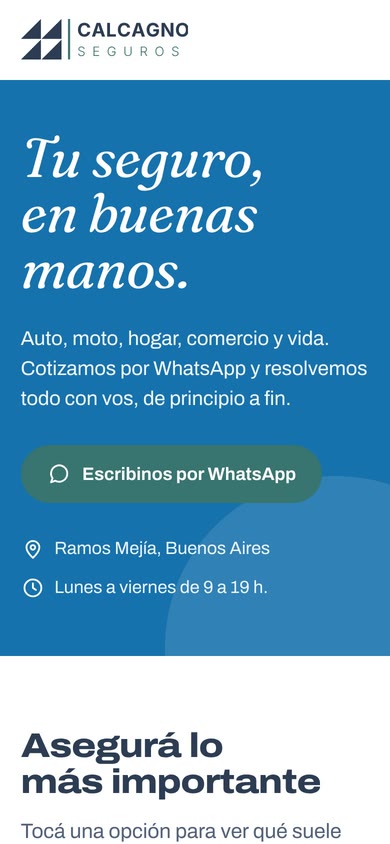 CALCAGNO
SEGUROS
Tu seguro,
en buenas
manos.
Auto, moto, hogar, comercio y vida.
Cotizamos por WhatsApp y resolvemos
todo con vos, de principio a fin.
Escribinos por WhatsApp
Ramos Mejía, Buenos Aires
Lunes a viernes de 9 a 19 h.
Asegurá lo
más importante
Tocá una opción para ver qué suele